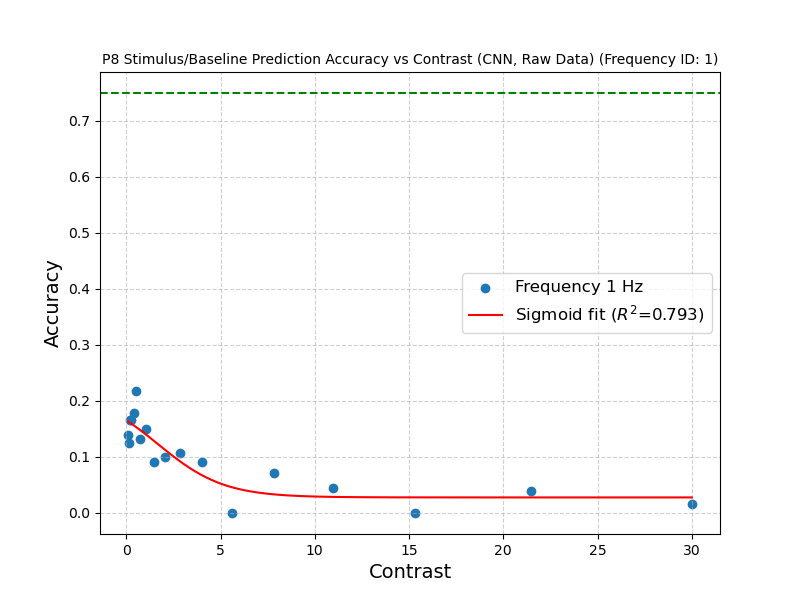 P8 Stimulus/Baseline Prediction Accuracy vs Contrast (CNN, Raw Data) (Frequency ID: 1)
0.7
0.6
0.5
0.4
0.3
0.2
0.1
0.0
Accuracy
Frequency 1 Hz
Sigmoid fit (R²=0.793)
0 5 10 15 20 25 30
Contrast